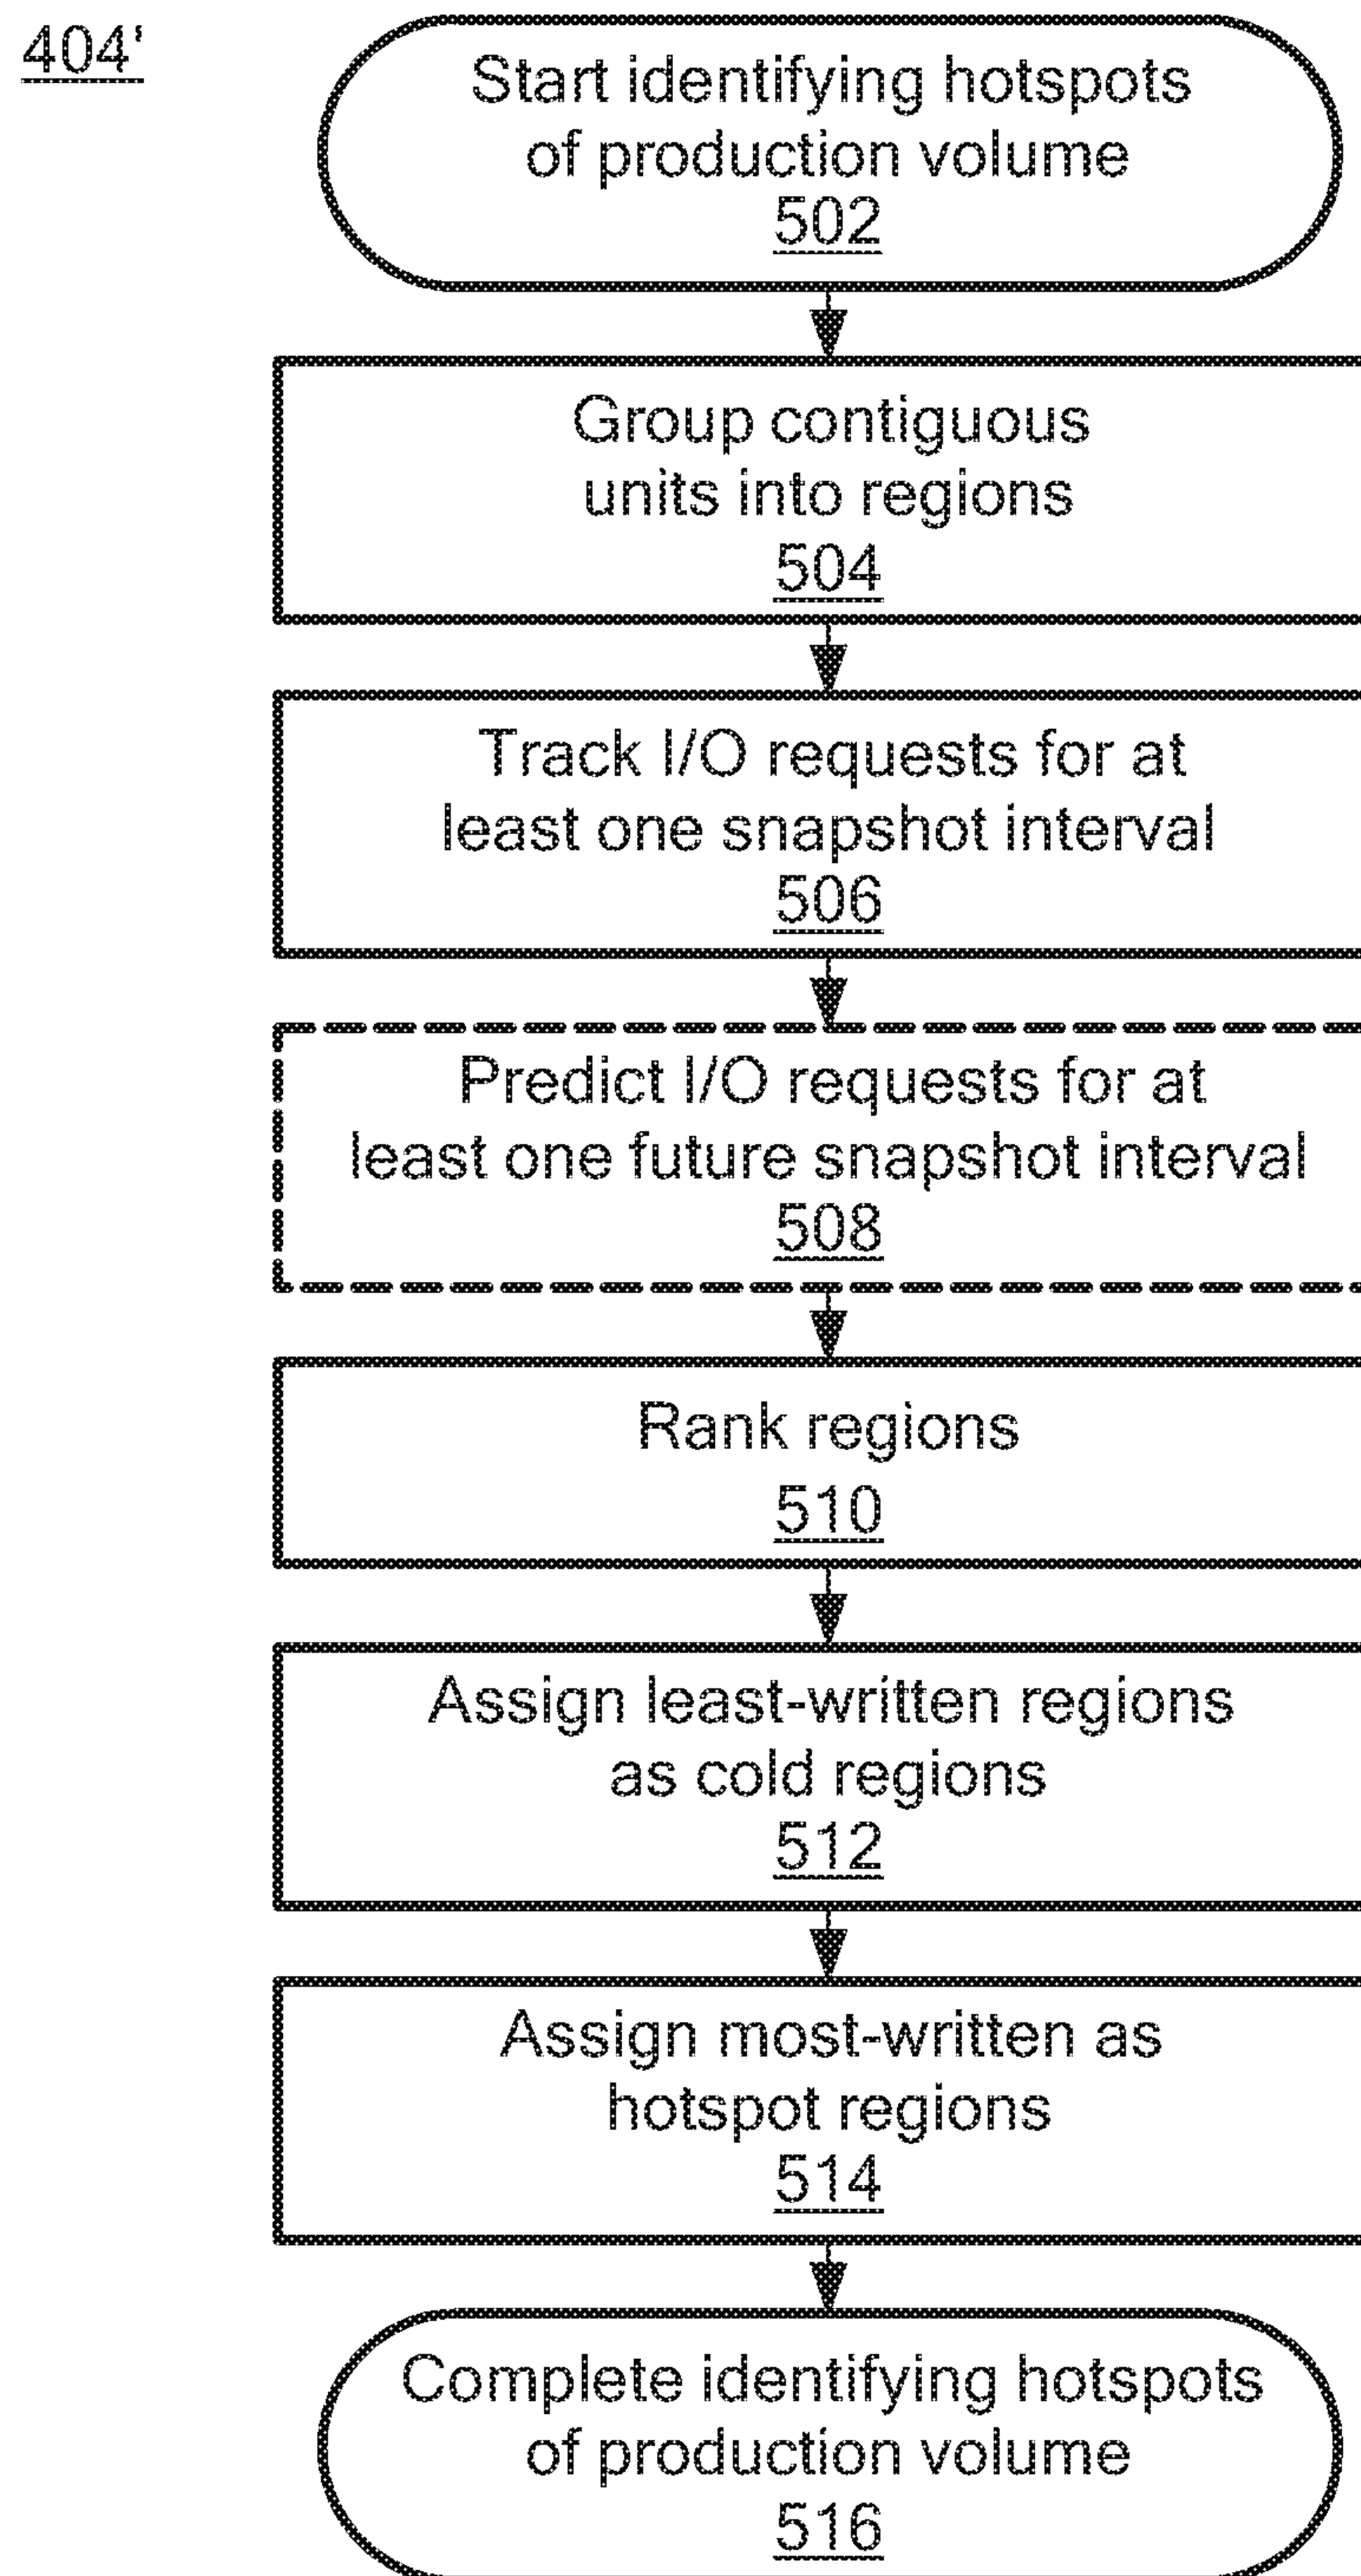 404'
Start identifying hotspots
of production volume
502
Group contiguous
units into regions
504
Track I/O requests for at
least one snapshot interval
506
Predict I/O requests for at
least one future snapshot interval
508
Rank regions
510
Assign least-written regions
as cold regions
512
Assign most-written as
hotspot regions
514
Complete identifying hotspots
of production volume
516